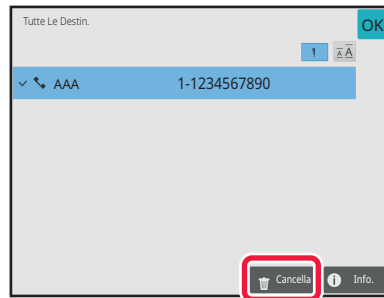 Tutte Le Destin.
OK
1 A A
AAA 1-1234567890
Cancella i Info.